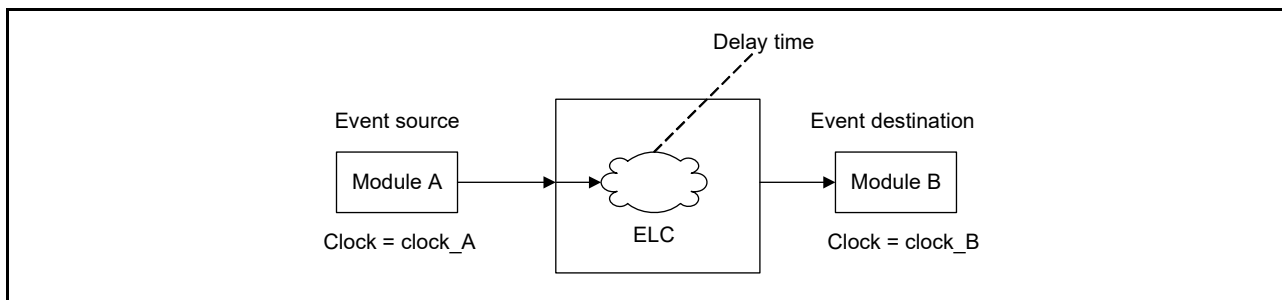 Delay time
Event source
Event destination
Module A
Module B
ELC
Clock = clock_A
Clock = clock_B